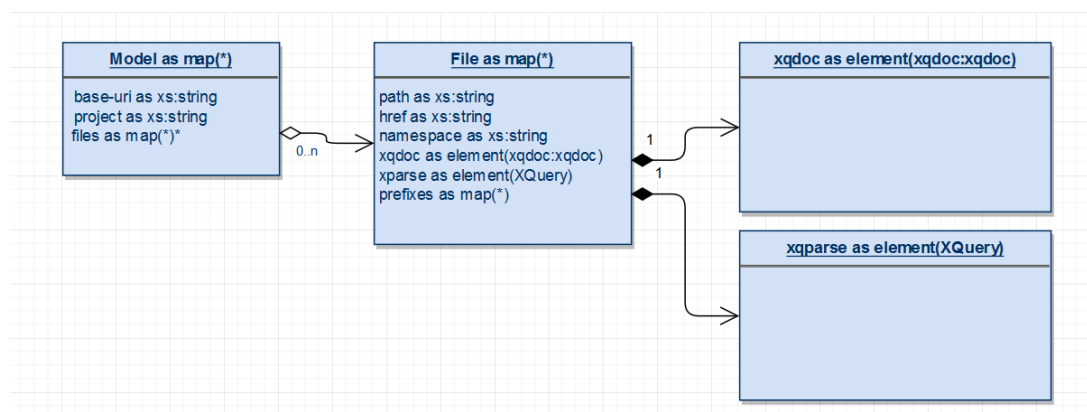 Model as map(*)
base-uri as xs:string
project as xs:string
files as map(*)*
0..n
File as map(*)
path as xs:string
href as xs:string
namespace as xs:string
xqdoc as element(xqdoc:xqdoc)
xparse as element(XQuery)
prefixes as map(*)
1
1
xqdoc as element(xqdoc:xqdoc)
xqparse as element(XQuery)